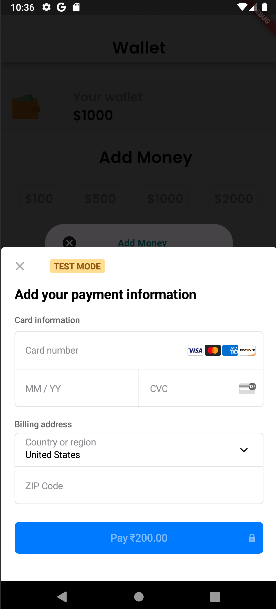 10:36
Wallet
Your wallet
$1000
Add Money
$100 $500 $1000 $2000
Add Money
TEST MODE
Add your payment information
Card information
Card number VISA
MM / YY CVC
Billing address
Country or region
United States
ZIP Code
Pay ₹200.00